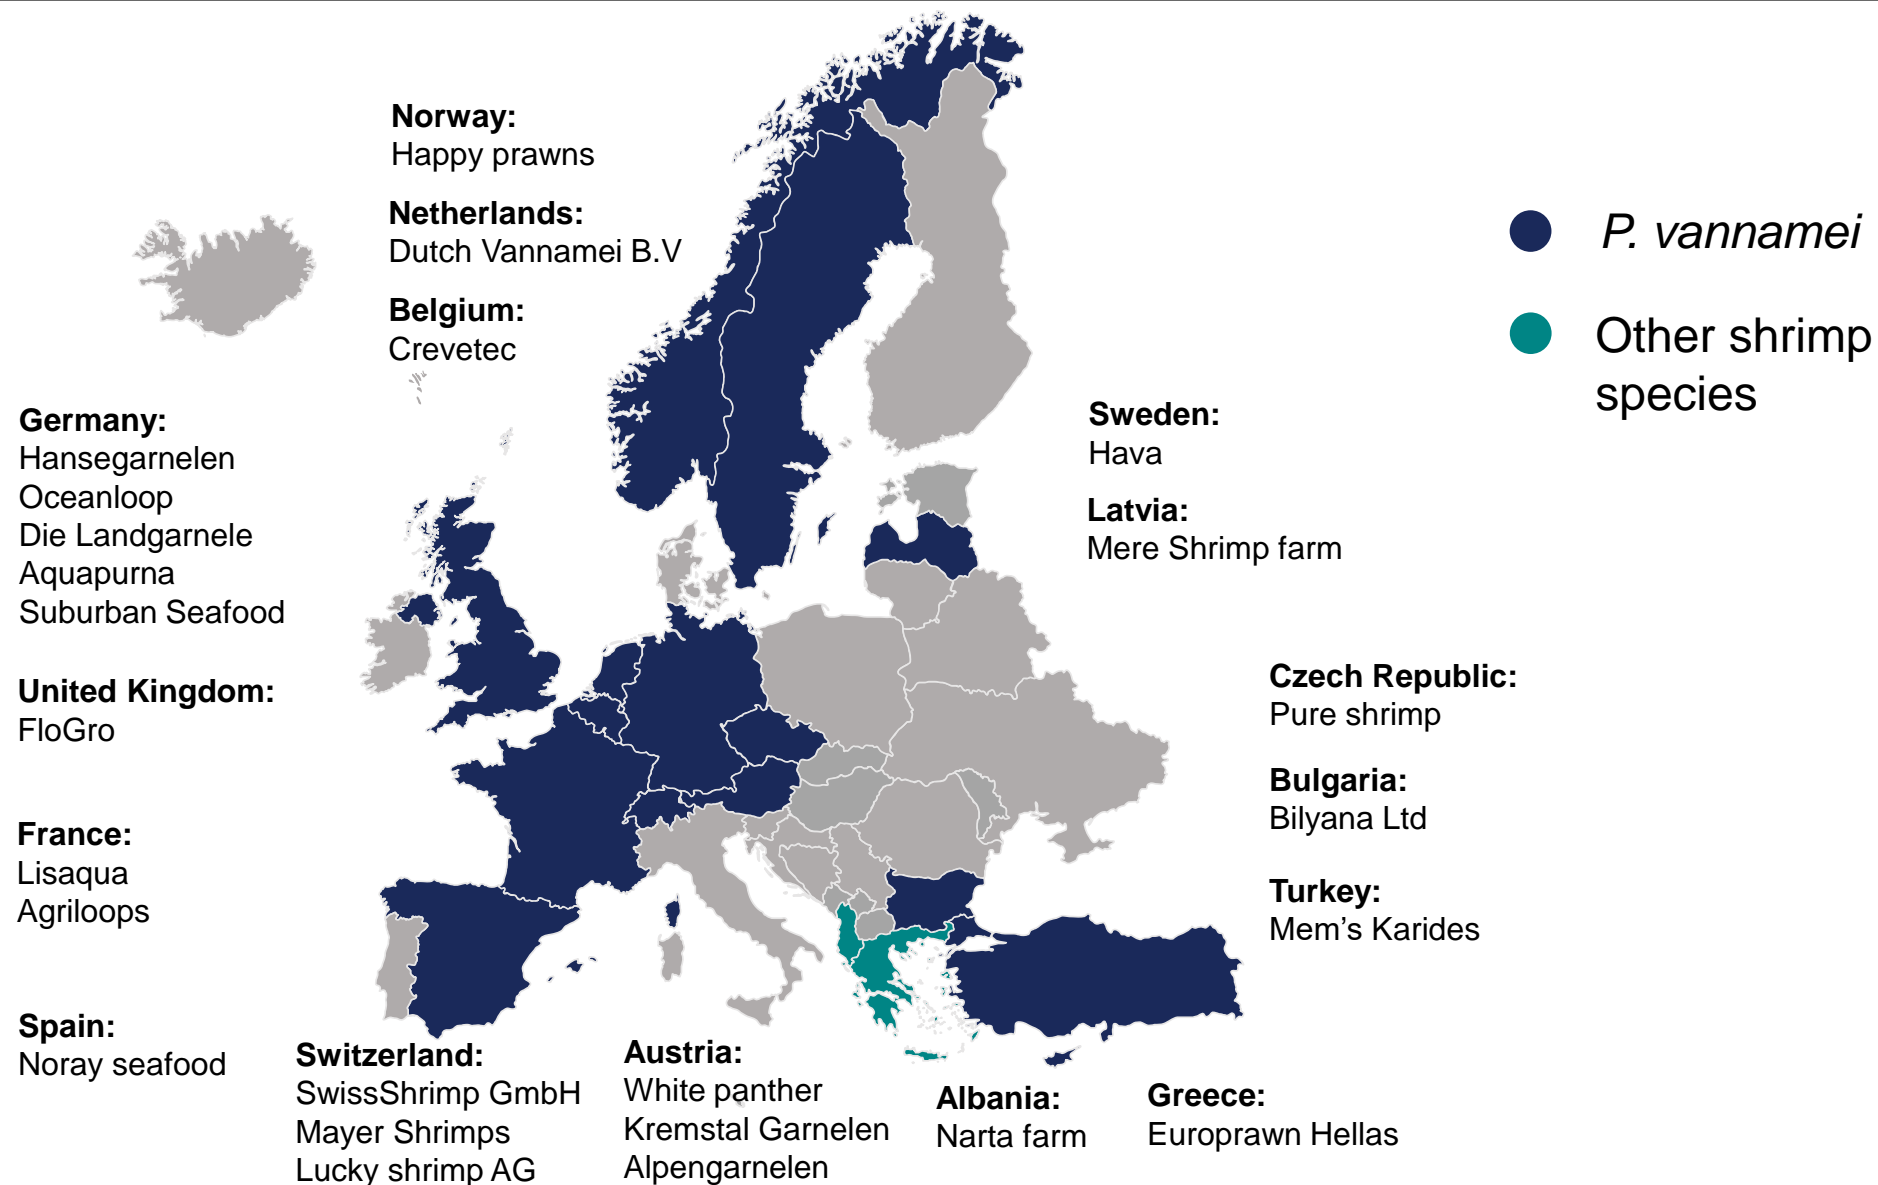 Norway:
Happy prawns
Netherlands:
Dutch Vannamei B.V
Belgium:
Crevetec
Germany:
Hansegarnelen
Oceanloop
Die Landgarnele
Aquapurna
Suburban Seafood
United Kingdom:
FloGro
France:
Lisaqua
Agriloops
Spain:
Noray seafood
Switzerland:
SwissShrimp GmbH
Mayer Shrimps
Lucky shrimp AG
Austria:
White panther
Kremstal Garnelen
Alpengarnelen
Albania:
Narta farm
Greece:
Europrawn Hellas
Sweden:
Hava
Latvia:
Mere Shrimp farm
Czech Republic:
Pure shrimp
Bulgaria:
Bilyana Ltd
Turkey:
Mem’s Karides
P. vannamei
Other shrimp
species